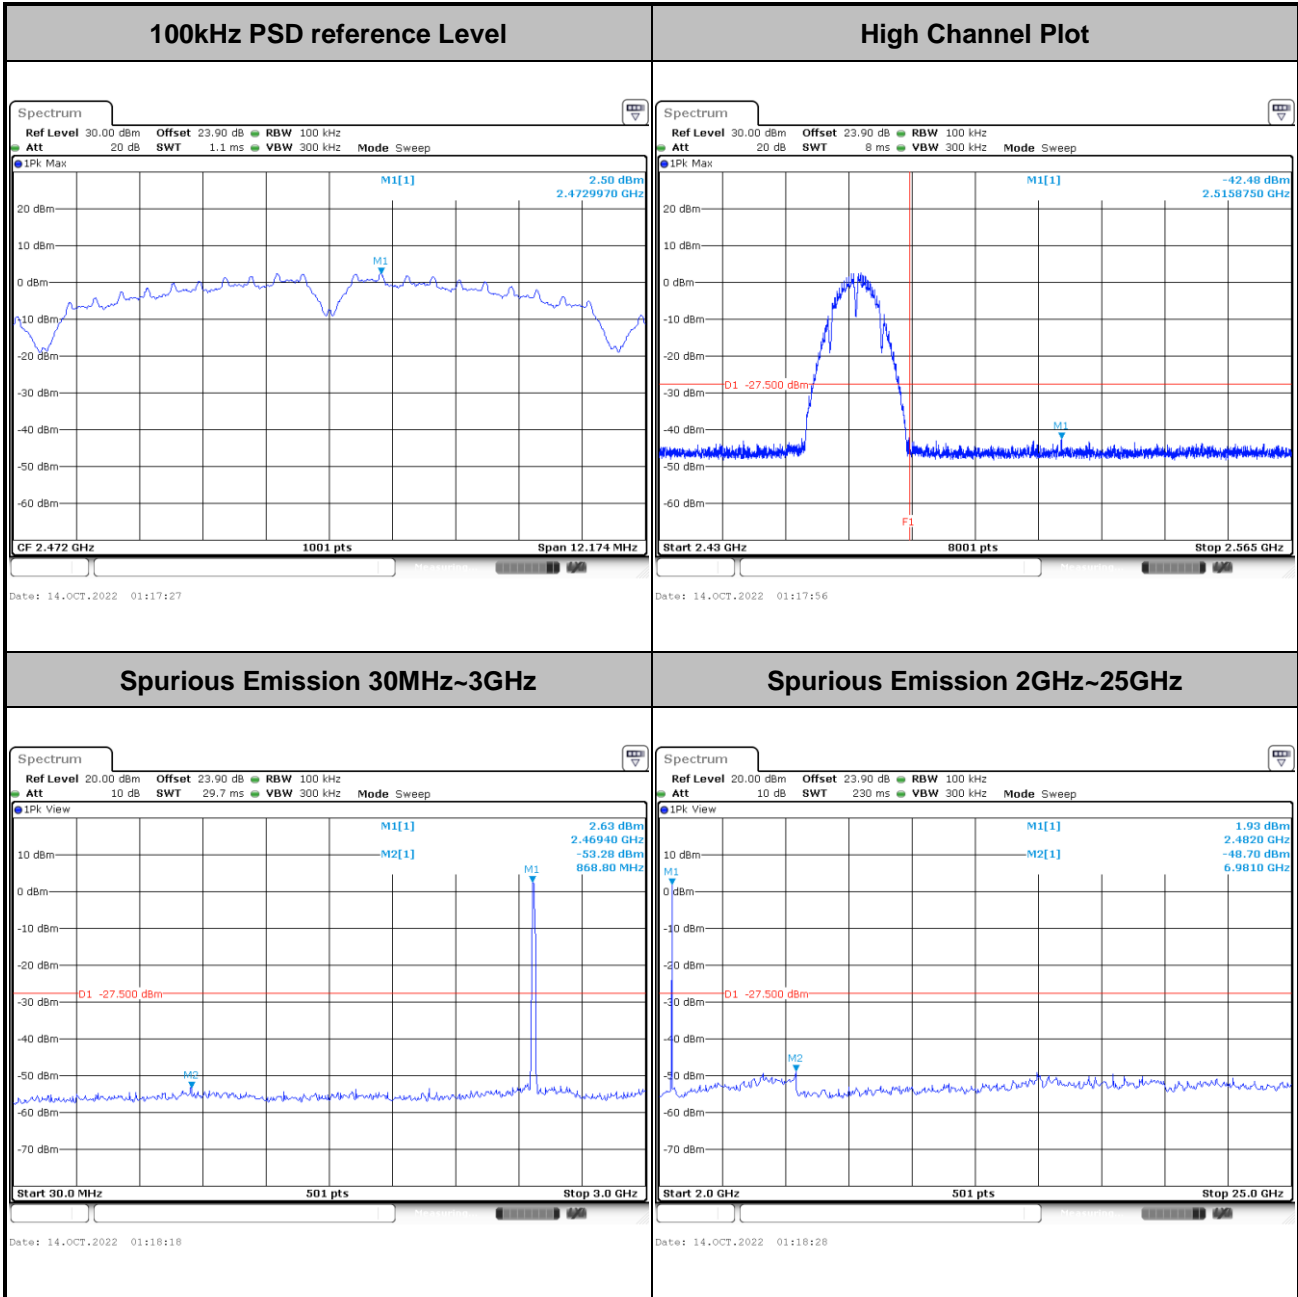 100kHz PSD reference Level
Spectrum
Ref Level 30.00 dBm Offset 23.90 dB RBW 100 kHz
Att 20 dB SWT 1.1 ms VBW 300 kHz Mode Sweep
1Pk Max
M1[1] 2.50 dBm
2.4729970 GHz
20 dBm
10 dBm
M1
0 dBm
-10 dBm
-20 dBm
-30 dBm
-40 dBm
-50 dBm
-60 dBm
CF 2.472 GHz 1001 pts Span 12.174 MHz
Measuring...
Date: 14.OCT.2022 01:17:27
High Channel Plot
Spectrum
Ref Level 30.00 dBm Offset 23.90 dB RBW 100 kHz
Att 20 dB SWT 8 ms VBW 300 kHz Mode Sweep
1Pk Max
M1[1] -42.48 dBm
2.5158750 GHz
20 dBm
10 dBm
0 dBm
-10 dBm
-20 dBm
D1 -27.500 dBm
-30 dBm
-40 dBm
M1
-50 dBm
-60 dBm
F1
Start 2.43 GHz 8001 pts Stop 2.565 GHz
Measuring...
Date: 14.OCT.2022 01:17:56
Spurious Emission 30MHz~3GHz
Spectrum
Ref Level 20.00 dBm Offset 23.90 dB RBW 100 kHz
Att 10 dB SWT 29.7 ms VBW 300 kHz Mode Sweep
1Pk View
M1[1] 2.63 dBm
2.46940 GHz
10 dBm
M2[1] -53.28 dBm
868.80 MHz
M1
0 dBm
-10 dBm
-20 dBm
D1 -27.500 dBm
-30 dBm
-40 dBm
-50 dBm
M2
-60 dBm
-70 dBm
Start 30.0 MHz 501 pts Stop 3.0 GHz
Measuring...
Date: 14.OCT.2022 01:18:18
Spurious Emission 2GHz~25GHz
Spectrum
Ref Level 20.00 dBm Offset 23.90 dB RBW 100 kHz
Att 10 dB SWT 230 ms VBW 300 kHz Mode Sweep
1Pk View
M1[1] 1.93 dBm
2.4820 GHz
10 dBm
M2[1] -48.70 dBm
6.9810 GHz
M1
0 dBm
-10 dBm
-20 dBm
D1 -27.500 dBm
-30 dBm
-40 dBm
M2
-50 dBm
-60 dBm
-70 dBm
Start 2.0 GHz 501 pts Stop 25.0 GHz
Measuring...
Date: 14.OCT.2022 01:18:28